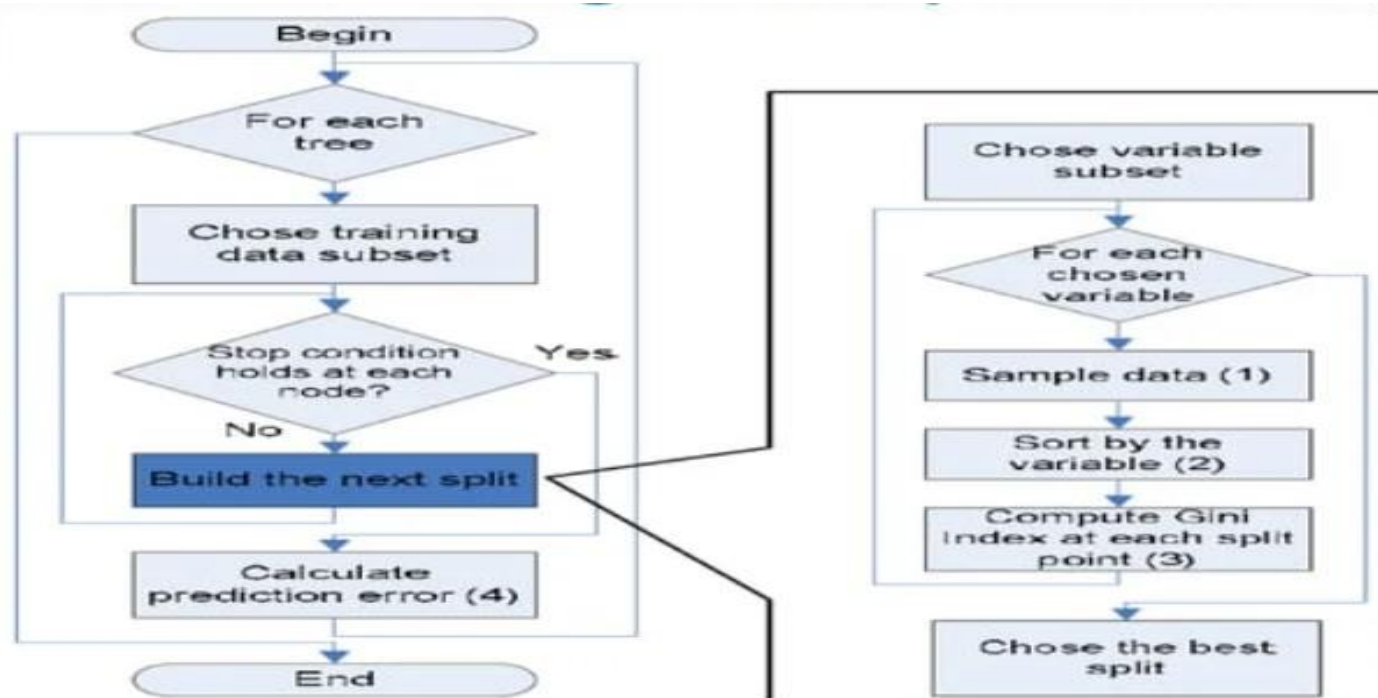 Begin
For each
tree
Chose training
data subset
Stop condition
holds at each
node?
Yes
No
Build the next split
Calculate
prediction error (4)
End
Chose variable
subset
For each
chosen
variable
Sample data (1)
Sort by the
variable (2)
Compute Gini
index at each split
point (3)
Chose the best
split